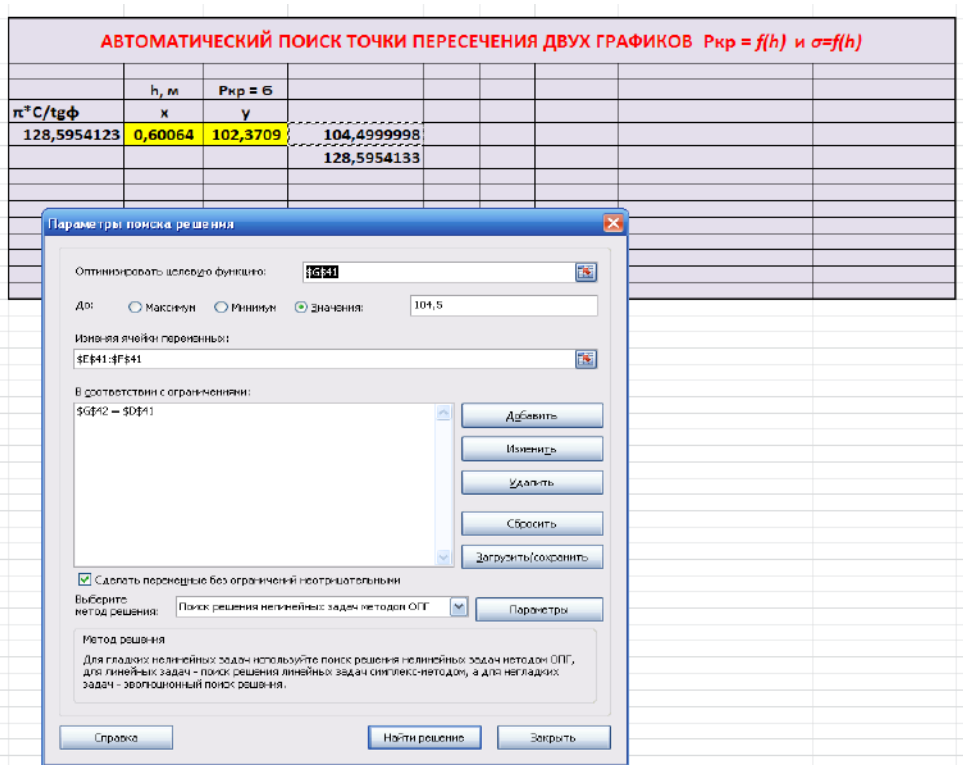 АВТОМАТИЧЕСКИЙ ПОИСК ТОЧКИ ПЕРЕСЕЧЕНИЯ ДВУХ ГРАФИКОВ Ркр = f(h) и σ=f(h)
h, м Ркр = б
π*C/tgф х у
128,5954123 0,60064 102,3709 104,4999998
128,5954133
Параметры поиска решения
Оптимизировать целевую функцию: $G$41
До: Максимум Минимум Значения: 104,5
Изменяя ячейки переменных:
$E$41:$F$41
В соответствии с ограничениями:
$G$42 = $D$41
Добавить
Изменить
Удалить
Сбросить
Загрузить/сохранить
Сделать переменные без ограничений неотрицательными
Выберите
метод решения: Поиск решения нелинейных задач методом ОПГ Параметры
Метод решения
Для гладких нелинейных задач используйте поиск решения нелинейных задач методом ОПГ,
для линейных задач - поиск решения линейных задач симплекс-методом, а для негладких
задач - эволюционный поиск решения.
Справка Найти решение Закрыть